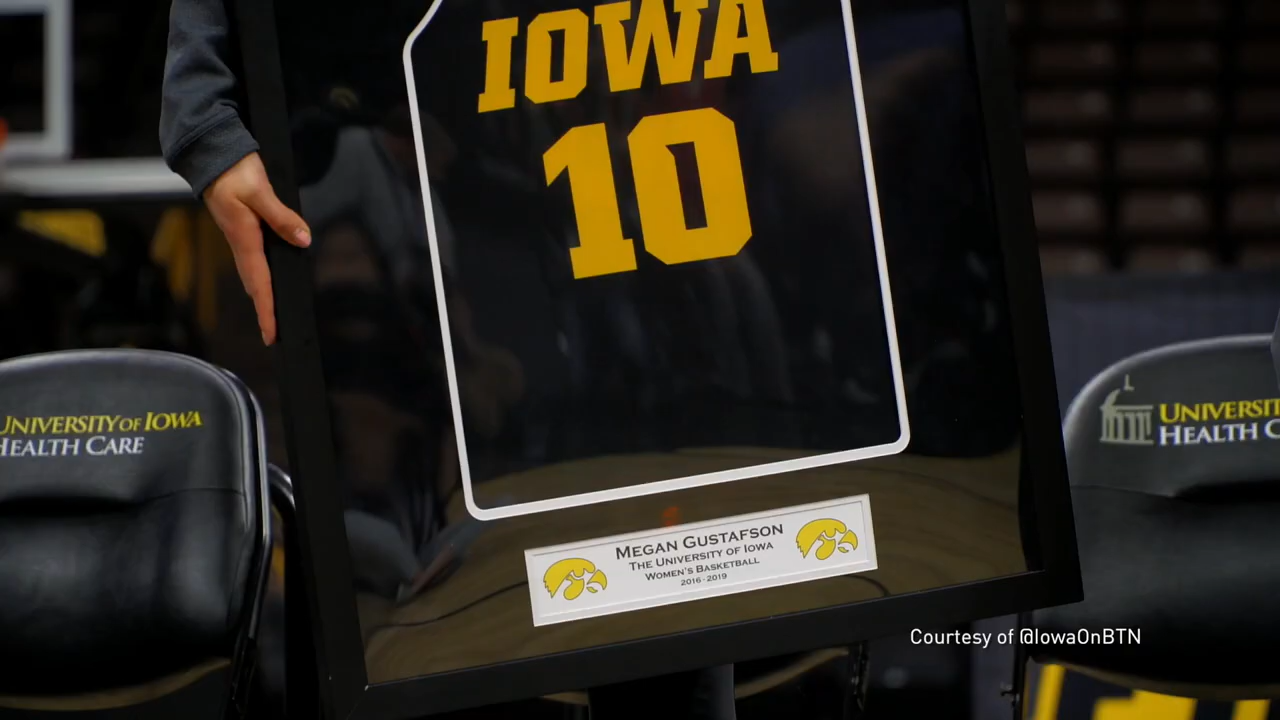 IOWA
10
UNIVERSITY OF IOWA
HEALTH CARE
UNIVERSIT
HEALTH C
MEGAN GUSTAFSON
THE UNIVERSITY OF IOWA
WOMEN'S BASKETBALL
2016-2019
Courtesy of @IowaOnBTN